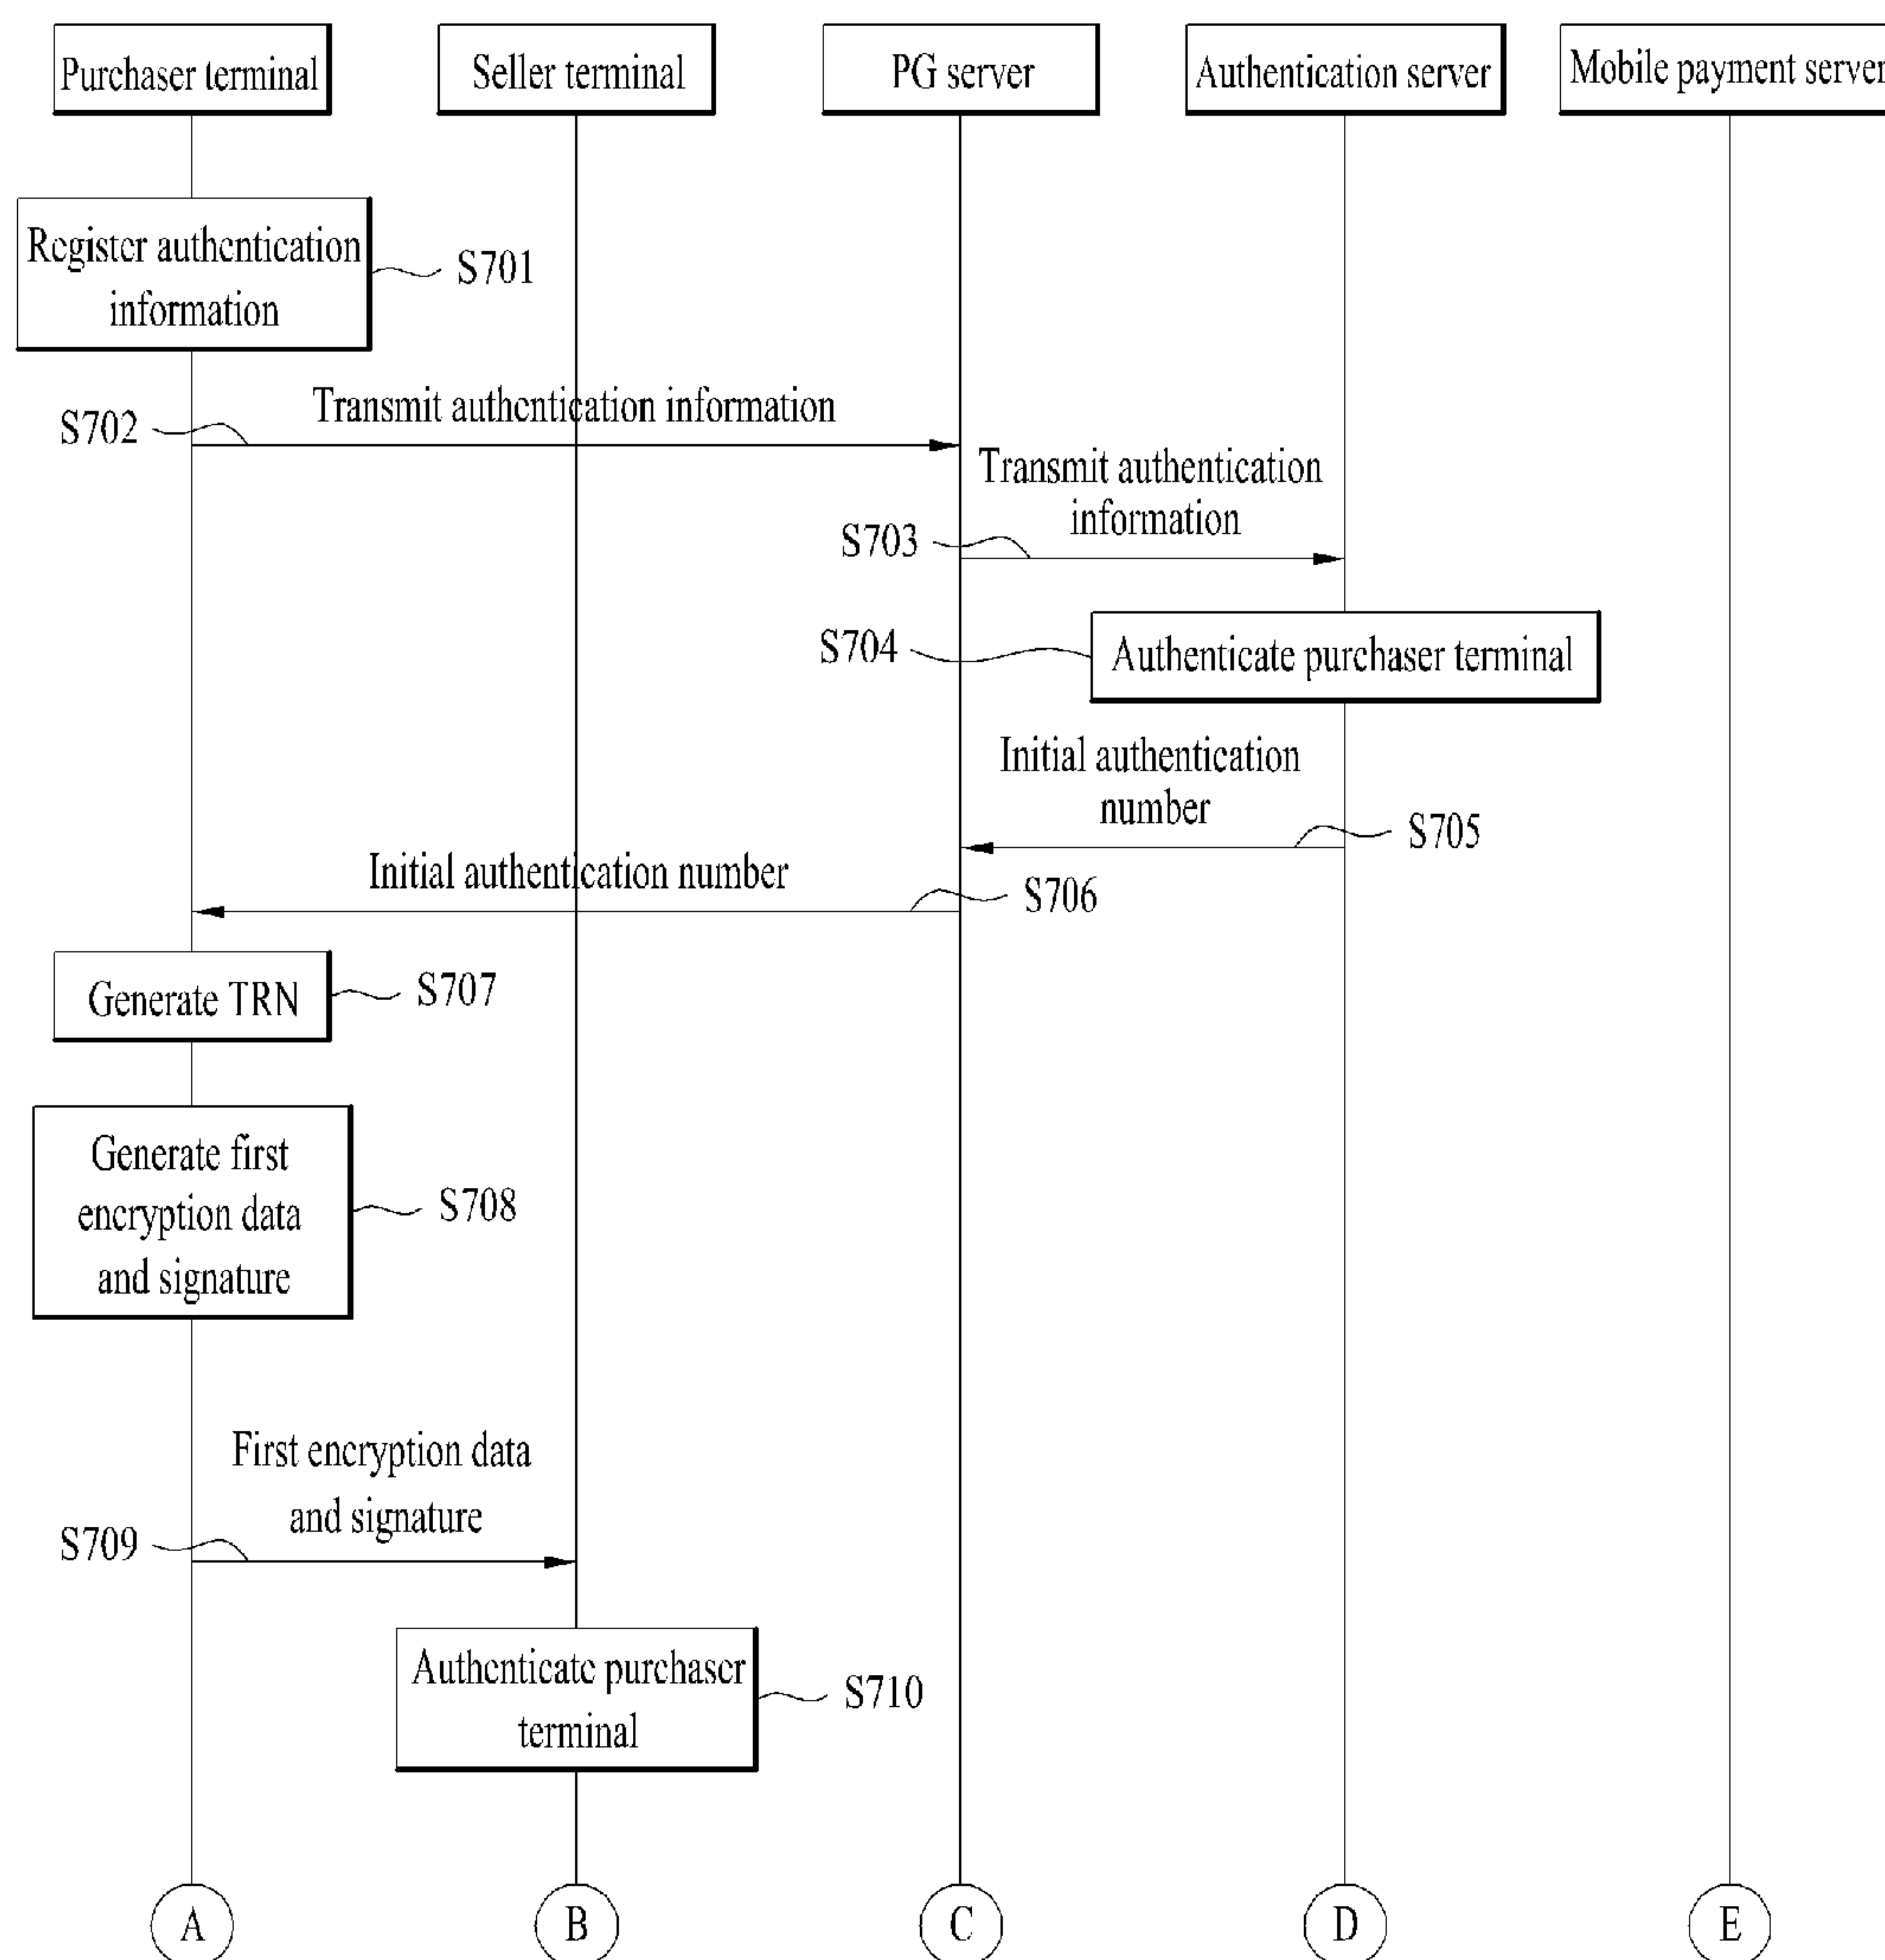 Purchaser terminal
Seller terminal
PG server
Authentication server
Mobile payment server
Register authentication
information
S701
Transmit authentication information
S702
Transmit authentication
information
S703
S704
Authenticate purchaser terminal
Initial authentication
number
S705
Initial authentication number
S706
Generate TRN
S707
Generate first
encryption data
and signature
S708
First encryption data
and signature
S709
Authenticate purchaser
terminal
S710
A
B
C
D
E